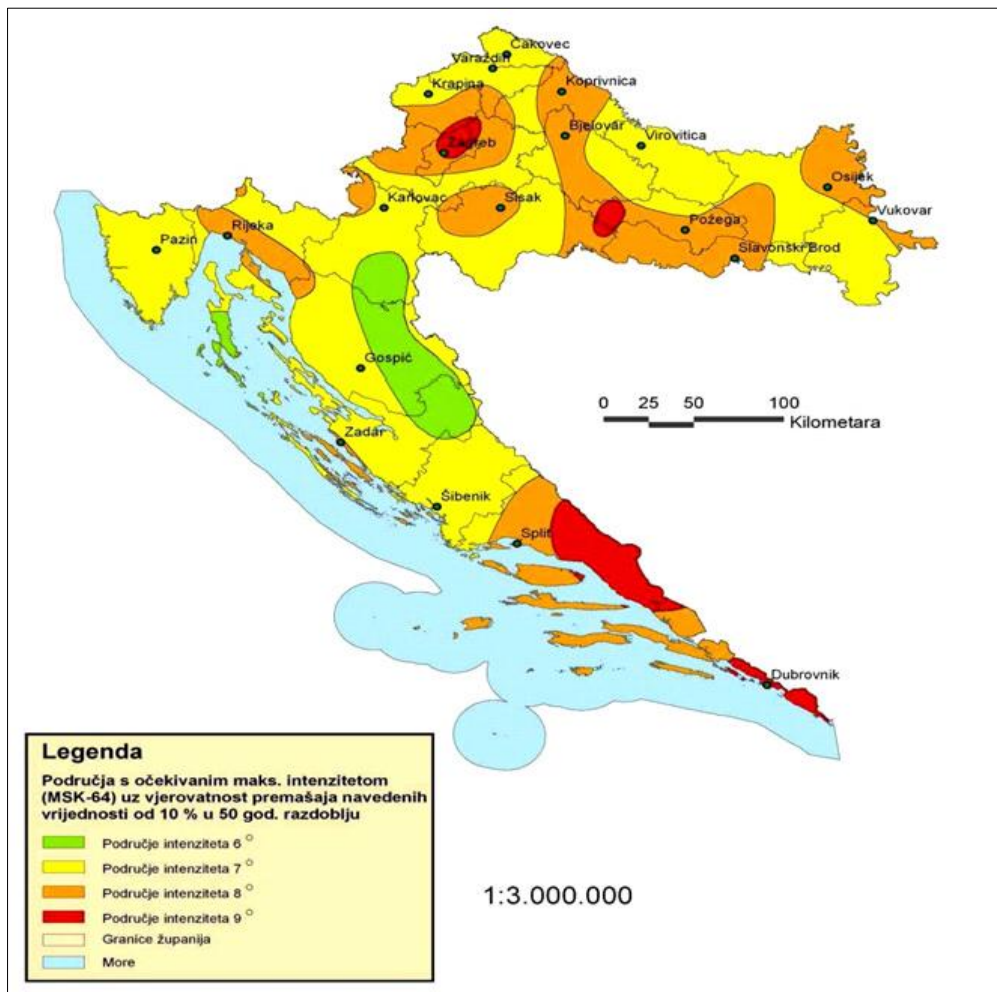 Čakovec
Varaždin
Krapina
Koprivnica
Bjelovar
Virovitica
Zagreb
Osijek
Karlovac
Sisak
Vukovar
Požega
Rijeka
Pazin
Slavonski Brod
Gospić
0 25 50 100
Kilometara
Zadar
Šibenik
Split
Dubrovnik
Legenda
Područja s očekivanim maks. intenzitetom
(MSK-64) uz vjerovatnost premašaja navedenih
vrijednosti od 10 % u 50 god. razdoblju
Područje intenziteta 6 °
Područje intenziteta 7 °
Područje intenziteta 8 °
Područje intenziteta 9 °
Granice županija
More
1:3.000.000